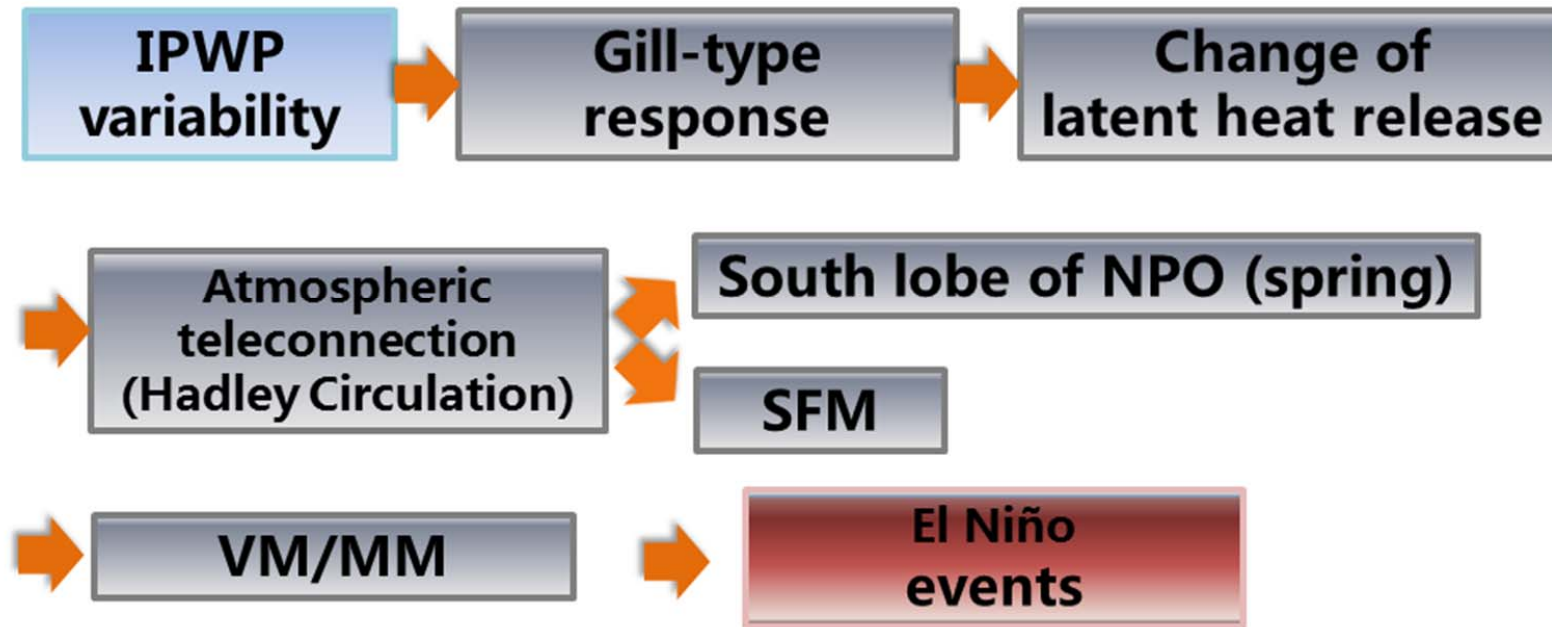 IPWP
variability
Gill-type
response
Change of
latent heat release
Atmospheric
teleconnection
(Hadley Circulation)
South lobe of NPO (spring)
SFM
VM/MM
El Niño
events